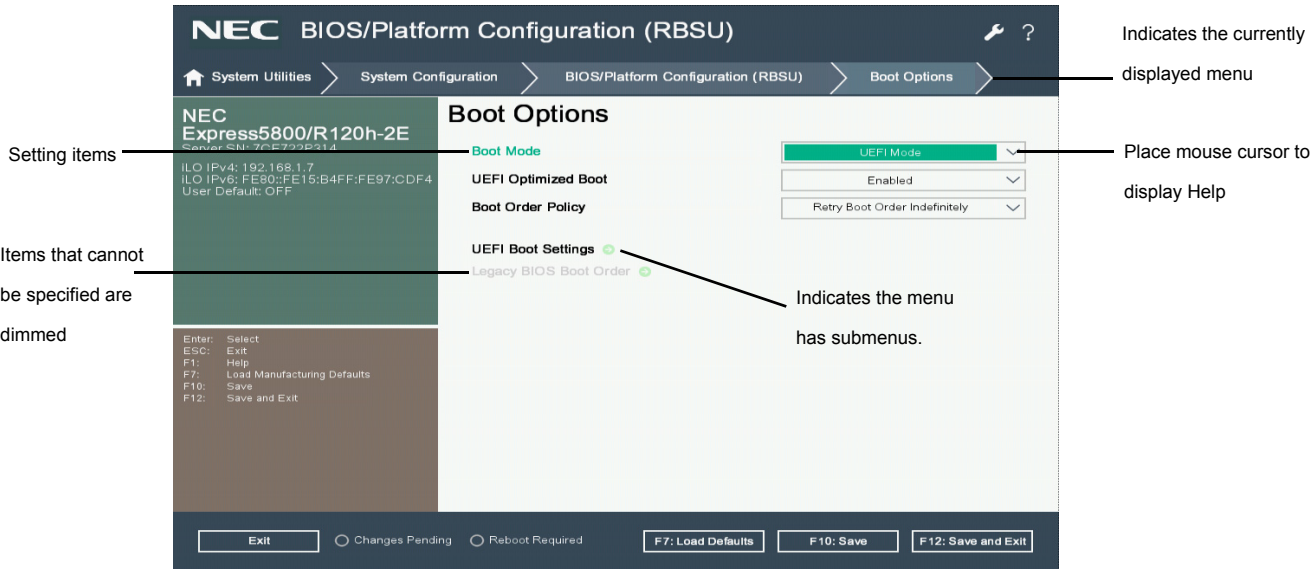 NEC BIOS/Platform Configuration (RBSU)
?
System Utilities
System Configuration
BIOS/Platform Configuration (RBSU)
Boot Options
Indicates the currently
displayed menu
NEC
Express5800/R120h-2E
Server SN: 7CE722P314
iLO IPv4: 192.168.1.7
iLO IPv6: FE80::FE15:B4FF:FE97:CDF4
User Default: OFF
Setting items
Boot Options
Boot Mode
UEFI Mode
UEFI Optimized Boot
Enabled
Boot Order Policy
Retry Boot Order Indefinitely
Place mouse cursor to
display Help
UEFI Boot Settings
Legacy BIOS Boot Order
Items that cannot
be specified are
dimmed
Indicates the menu
has submenus.
Enter: Select
ESC: Exit
F1: Help
F7: Load Manufacturing Defaults
F10: Save
F12: Save and Exit
Exit
Changes Pending
Reboot Required
F7: Load Defaults
F10: Save
F12: Save and Exit